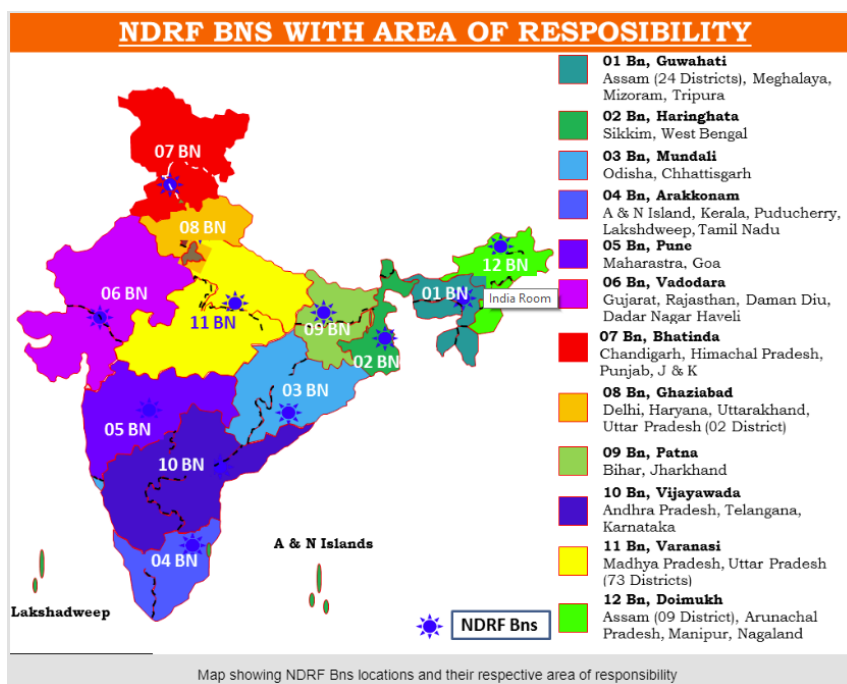 NDRF BNS WITH AREA OF RESPOSIBILITY
01 Bn, Guwahati
Assam (24 Districts), Meghalaya,
Mizoram, Tripura
02 Bn, Haringhata
Sikkim, West Bengal
03 Bn, Mundali
Odisha, Chhattisgarh
04 Bn, Arakkonam
A & N Island, Kerala, Puducherry,
Lakshdweep, Tamil Nadu
05 Bn, Pune
Maharastra, Goa
06 Bn, Vadodara
Gujarat, Rajasthan, Daman Diu,
Dadar Nagar Haveli
07 Bn, Bhatinda
Chandigarh, Himachal Pradesh,
Punjab, J & K
08 Bn, Ghaziabad
Delhi, Haryana, Uttarakhand,
Uttar Pradesh (02 District)
09 Bn, Patna
Bihar, Jharkhand
10 Bn, Vijayawada
Andhra Pradesh, Telangana,
Karnataka
11 Bn, Varanasi
Madhya Pradesh, Uttar Pradesh
(73 Districts)
12 Bn, Doimukh
Assam (09 District), Arunachal
Pradesh, Manipur, Nagaland
07 BN
08 BN
12 BN
06 BN
01 BN
India Room
11 BN
09 BN
02 BN
03 BN
05 BN
10 BN
A & N Islands
04 BN
Lakshadweep
NDRF Bns
Map showing NDRF Bns locations and their respective area of responsibility